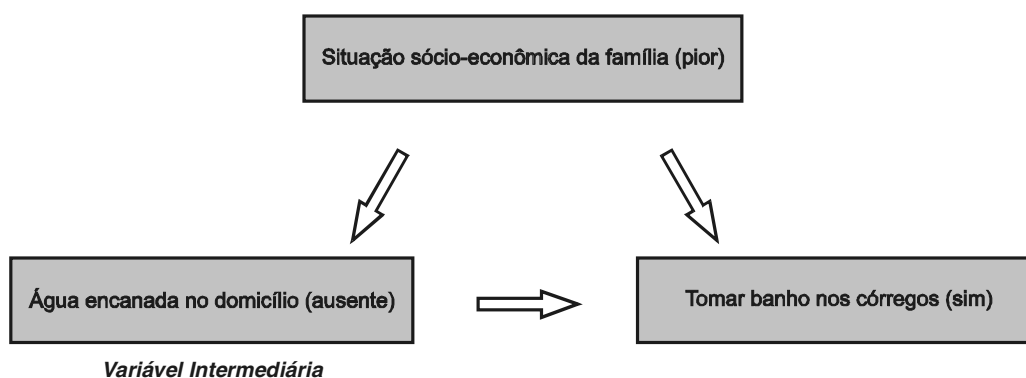 Situação sócio-econômica da família (pior)
Água encanada no domicílio (ausente)
Tomar banho nos córregos (sim)
Variável Intermediária